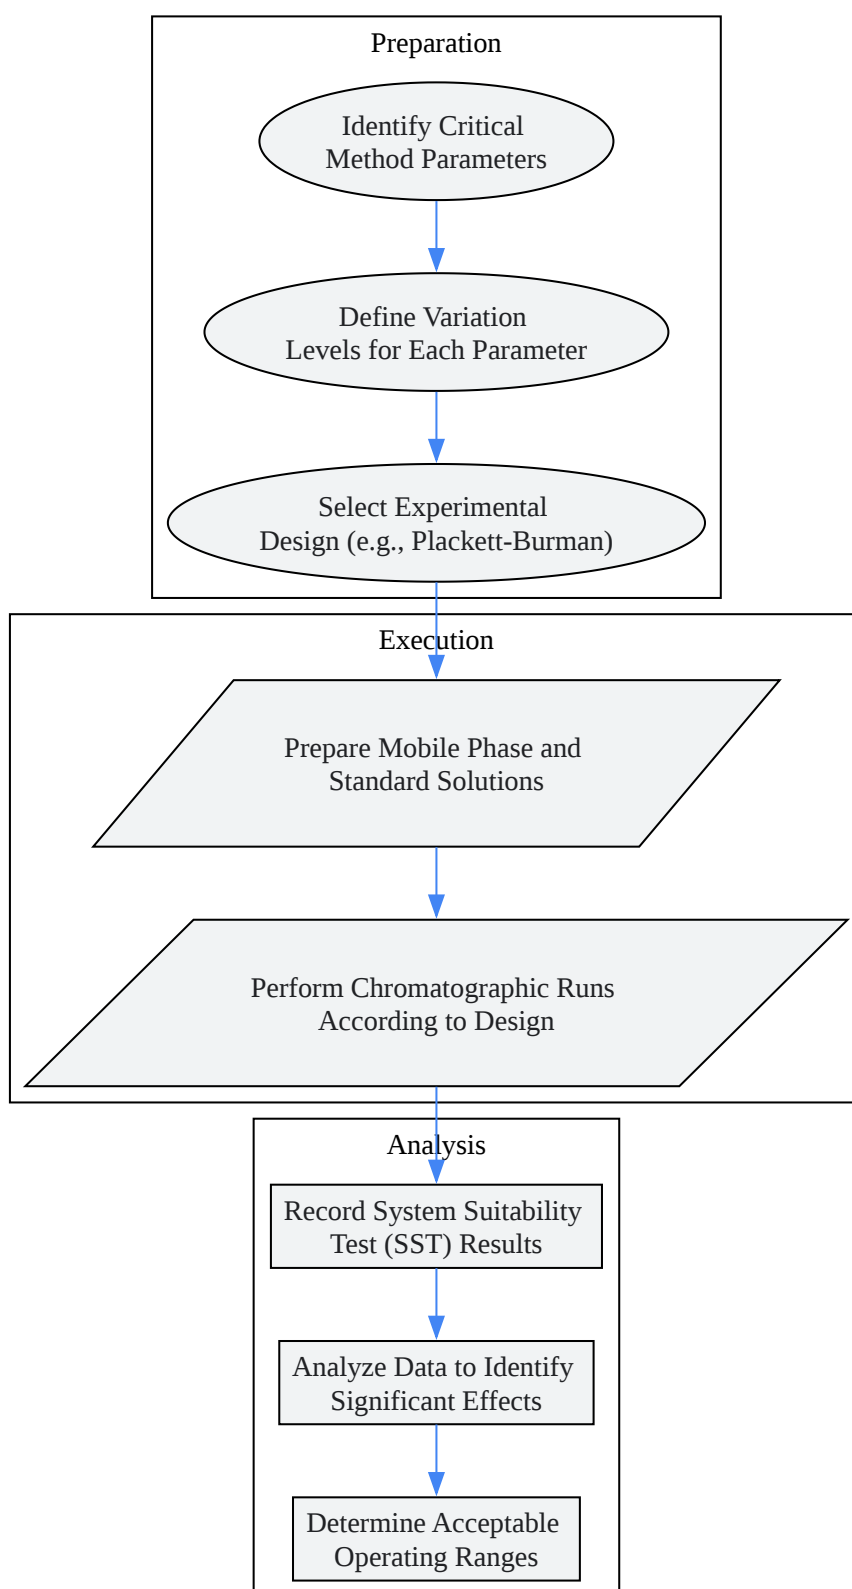 Preparation
Identify Critical
Method Parameters
Define Variation
Levels for Each Parameter
Select Experimental
Design (e.g., Plackett-Burman)
Execution
Prepare Mobile Phase and
Standard Solutions
Perform Chromatographic Runs
According to Design
Analysis
Record System Suitability
Test (SST) Results
Analyze Data to Identify
Significant Effects
Determine Acceptable
Operating Ranges